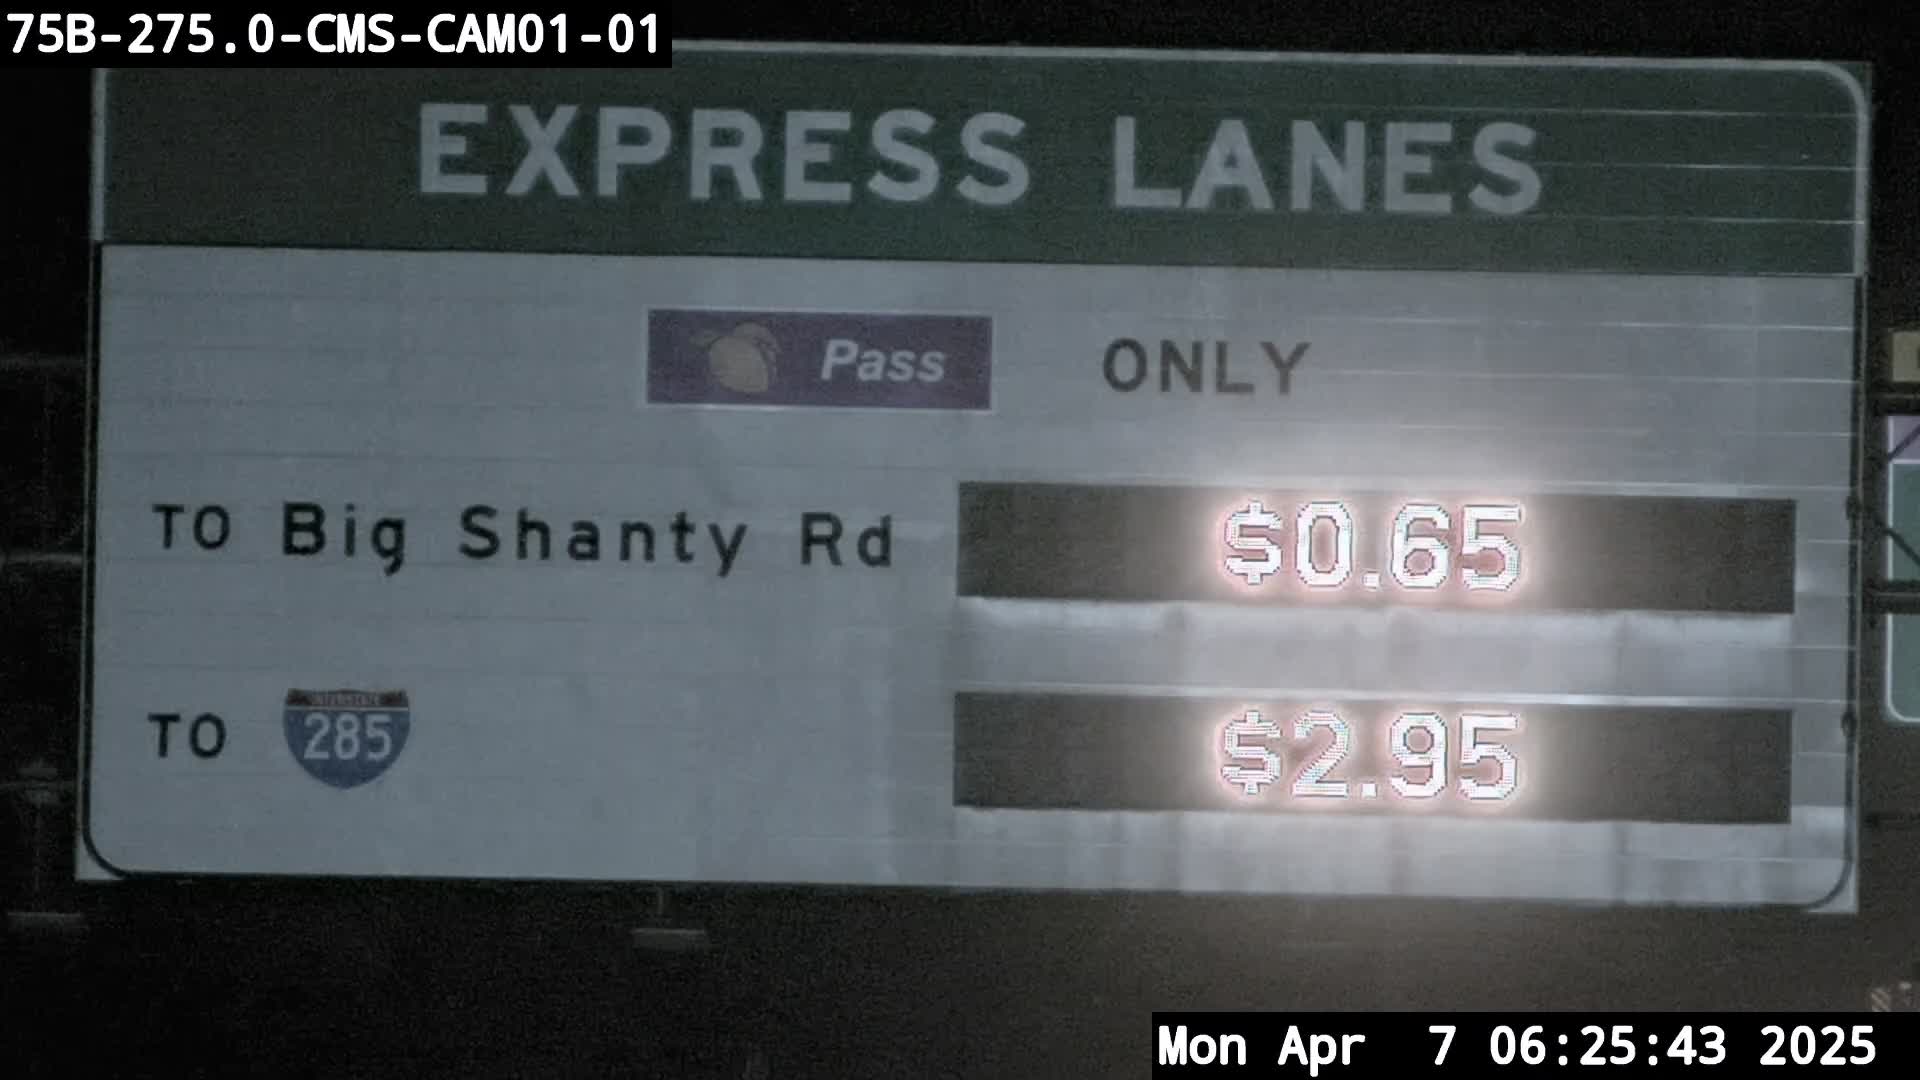 75B-275.0-CMS-CAM01-01
EXPRESS LANES
Pass ONLY
TO Big Shanty Rd $0.65
INTERSTATE
TO 285 $2.95
Mon Apr 7 06:25:43 2025